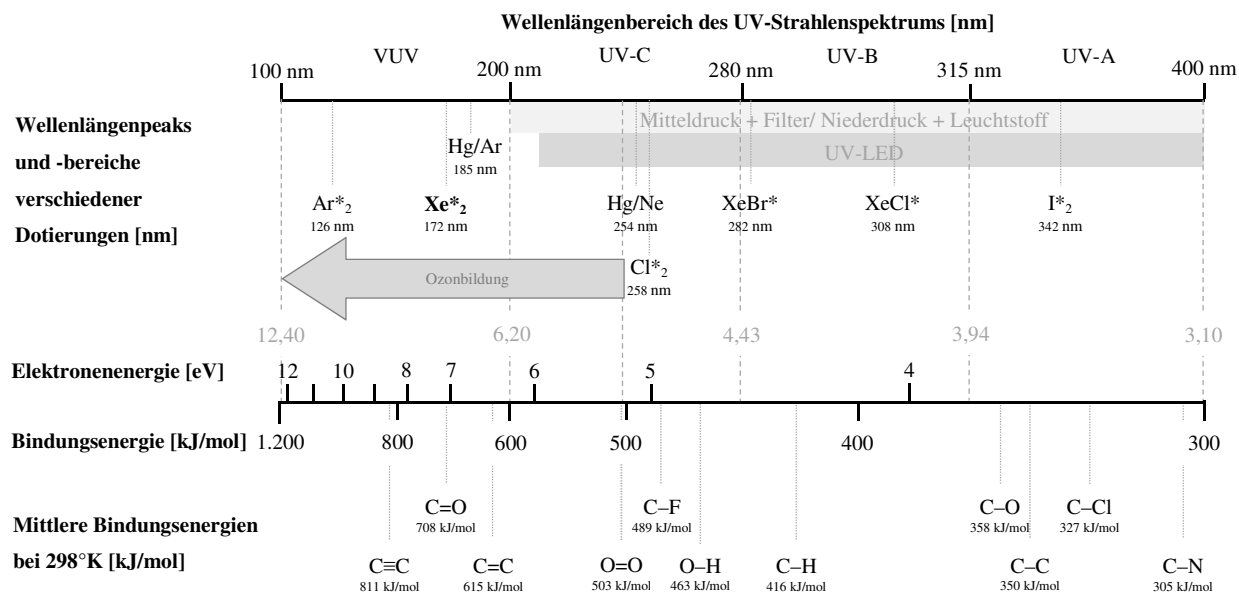 Wellenlängenbereich des UV-Strahlenspektrums [nm]
VUV UV-C UV-B UV-A
100 nm 200 nm 280 nm 315 nm 400 nm
Wellenlängenpeaks
und -bereiche
verschiedener
Dotierungen [nm]
Mitteldruck + Filter/ Niederdruck + Leuchtstoff
UV-LED
Hg/Ar
185 nm
Ar*2 Xe*2 Hg/Ne XeBr* XeCl* I*2
126 nm 172 nm 254 nm 282 nm 308 nm 342 nm
Ozonbildung
Cl*2
258 nm
12,40 6,20 4,43 3,94 3,10
Elektronenenergie [eV] 12 10 8 7 6 5 4
Bindungsenergie [kJ/mol] 1.200 800 600 500 400 300
Mittlere Bindungsenergien
bei 298°K [kJ/mol]
C=O C–F C–O C–Cl
708 kJ/mol 489 kJ/mol 358 kJ/mol 327 kJ/mol
C≡C C=C O=O O–H C–H C–C C–N
811 kJ/mol 615 kJ/mol 503 kJ/mol 463 kJ/mol 416 kJ/mol 350 kJ/mol 305 kJ/mol